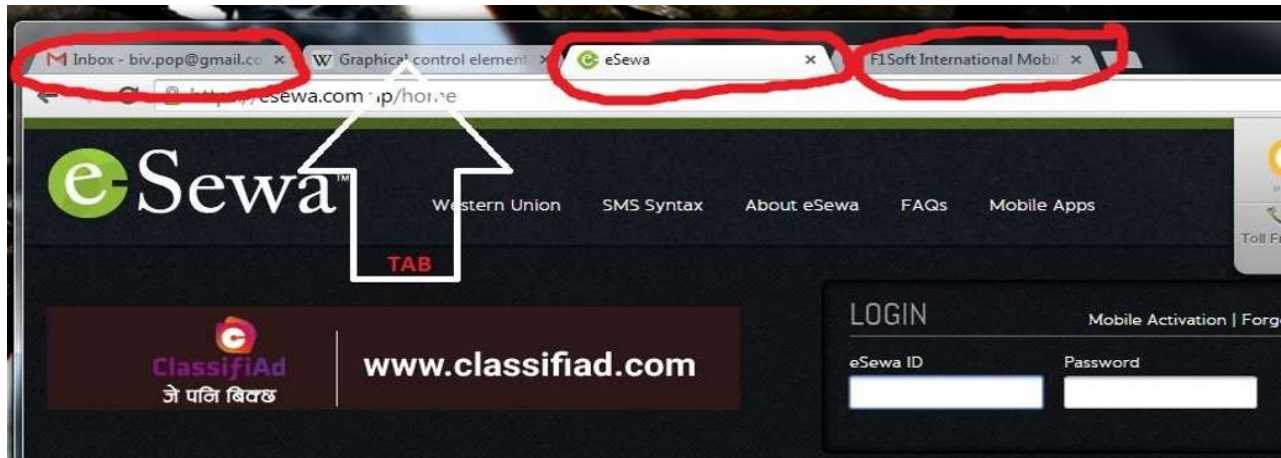 Inbox - biv.pop@gmail.co × W Graphical control element × eSewa × F1Soft International Mobil ×
esewa.com /home
e-Sewa™
Western Union SMS Syntax About eSewa FAQs Mobile Apps
Toll
TAB
LOGIN
Mobile Activation | Forg
ClassifiAd
जे पनि बिक्छ
www.classifiad.com
eSewa ID Password